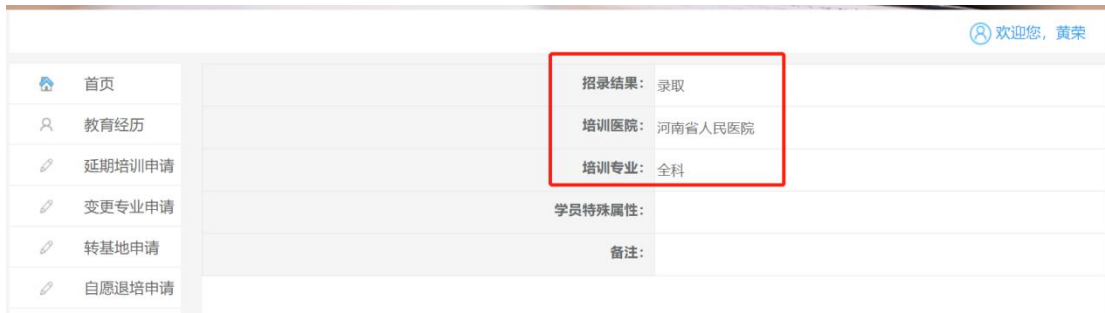 欢迎您，黄荣
首页
教育经历
延期培训申请
变更专业申请
转基地申请
自愿退培申请
招录结果： 录取
培训医院： 河南省人民医院
培训专业： 全科
学员特殊属性：
备注：